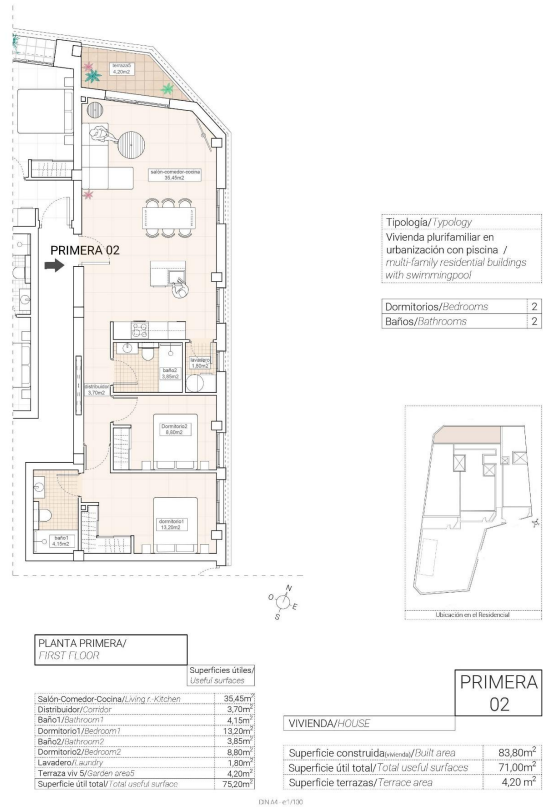 terraza5
4,20m2
salón-comedor-cocina
35,45m2
PRIMERA 02
baño2
3,85m2
lavadero
1,80m2
distribuidor
3,70m2
Dormitorio2
8,80m2
dormitorio1
13,20m2
baño1
4,15m2
Tipología/Typology
Vivienda plurifamiliar en
urbanización con piscina /
multi-family residential buildings
with swimmingpool
Dormitorios/Bedrooms 2
Baños/Bathrooms 2
Ubicación en el Residencial
N
O
E
S
PLANTA PRIMERA/
FIRST FLOOR
Superficies útiles/
Useful surfaces
Salón-Comedor-Cocina/Living r.-Kitchen 35,45m²
Distribuidor/Corridor 3,70m²
Baño1/Bathroom1 4,15m²
Dormitorio1/Bedroom1 13,20m²
Baño2/Bathroom2 3,85m²
Dormitorio2/Bedroom2 8,80m²
Lavadero/Laundry 1,80m²
Terraza viv 5/Garden area5 4,20m²
Superficie útil total/Total useful surface 75,20m²
PRIMERA
02
VIVIENDA/HOUSE
Superficie construida(vivienda)/Built area 83,80m²
Superficie útil total/Total useful surfaces 71,00m²
Superficie terrazas/Terrace area 4,20 m²
DIN A4 - e:1/100